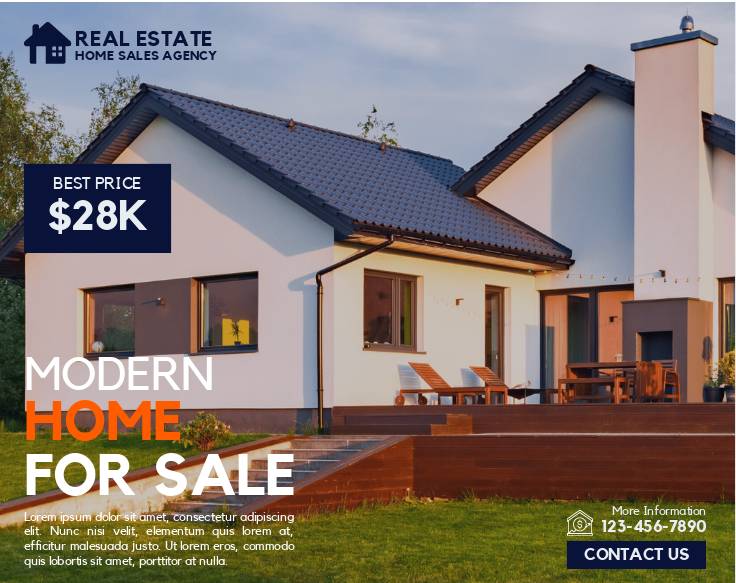 REAL ESTATE
HOME SALES AGENCY
BEST PRICE
$28K
MODERN
HOME
FOR SALE
Lorem ipsum dolor sit amet, consectetur adipiscing
elit. Nunc nisi velit, elementum quis lorem at,
efficitur malesuada justo. Ut lorem eros, commodo
quis lobortis sit amet, porttitor at nulla.
More Information
123-456-7890
CONTACT US